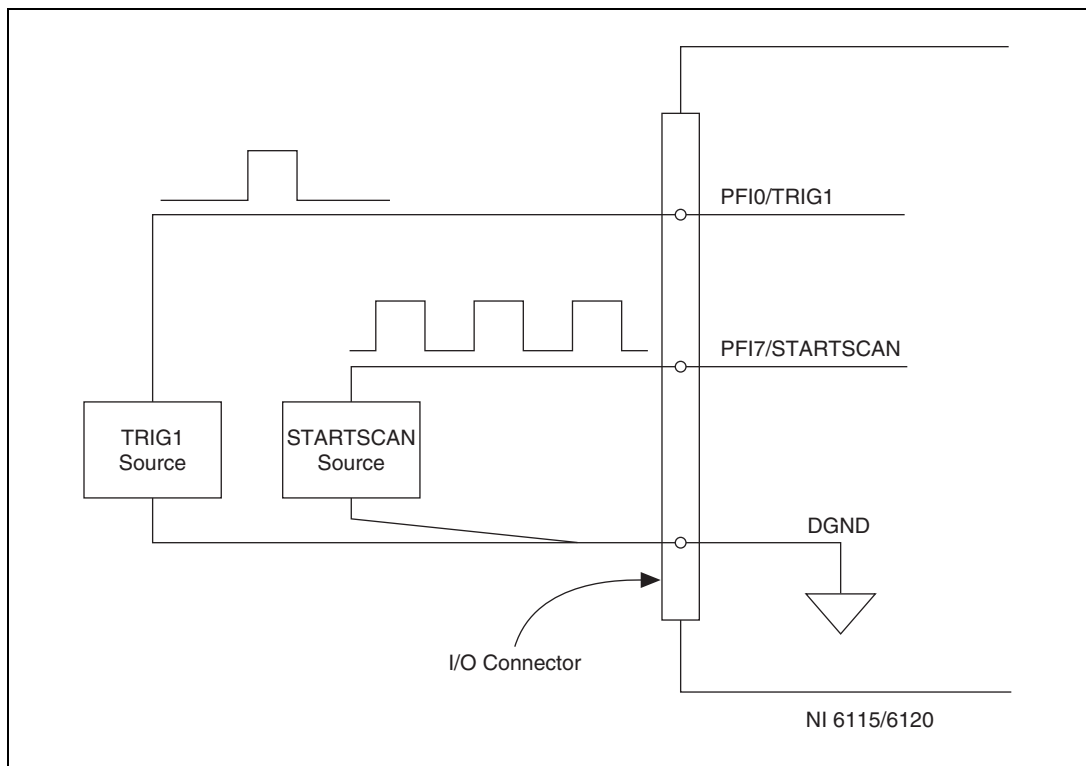 PFI0/TRIG1
PFI7/STARTSCAN
TRIG1
Source
STARTSCAN
Source
DGND
I/O Connector
NI 6115/6120